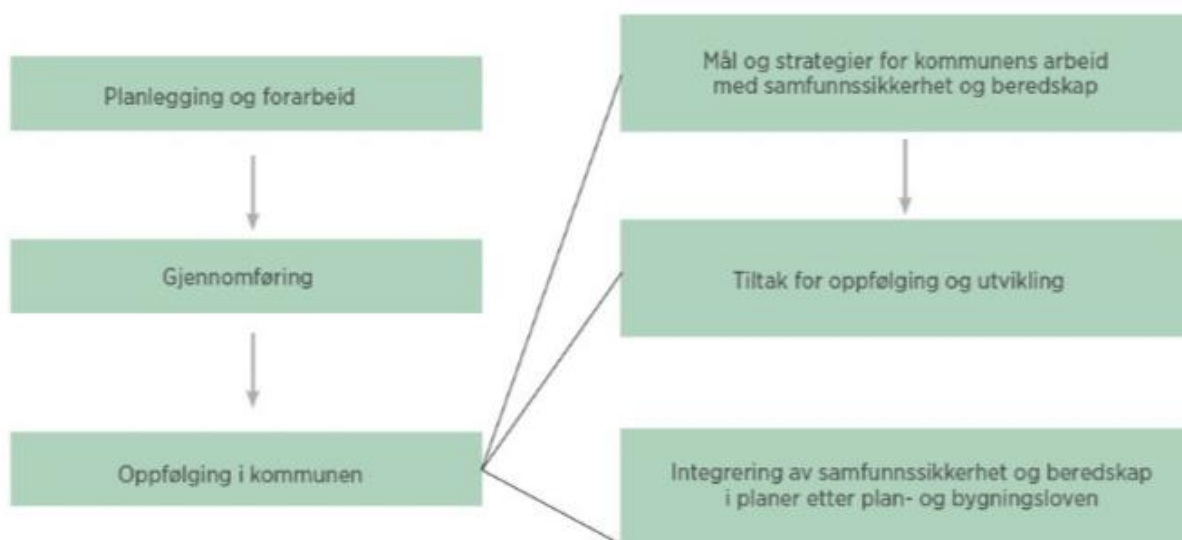 Planlegging og forarbeid
Gjennomføring
Oppfølging i kommunen
Mål og strategier for kommunens arbeid
med samfunnssikkerhet og beredskap
Tiltak for oppfølging og utvikling
Integrering av samfunnssikkerhet og beredskap
i planer etter plan- og bygningsloven